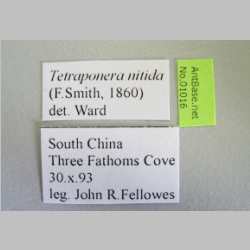 Tetraponera nitida
(F.Smith, 1860)
det. Ward
AntBase.net
No.01016
South China
Three Fathoms Cove
30.x.93
leg. John R.Fellowes